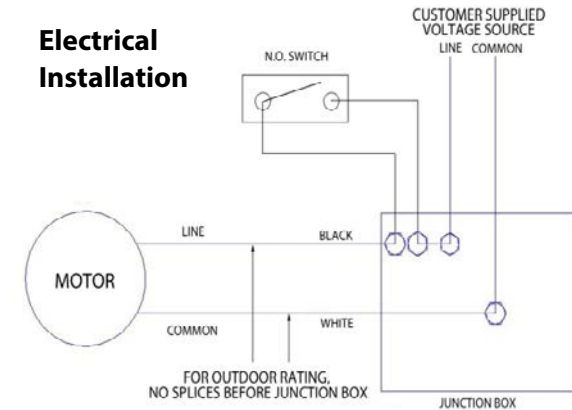 Electrical
Installation
CUSTOMER SUPPLIED
VOLTAGE SOURCE
LINE COMMON
N.O. SWITCH
LINE
BLACK
MOTOR
COMMON
WHITE
FOR OUTDOOR RATING,
NO SPLICES BEFORE JUNCTION BOX
JUNCTION BOX